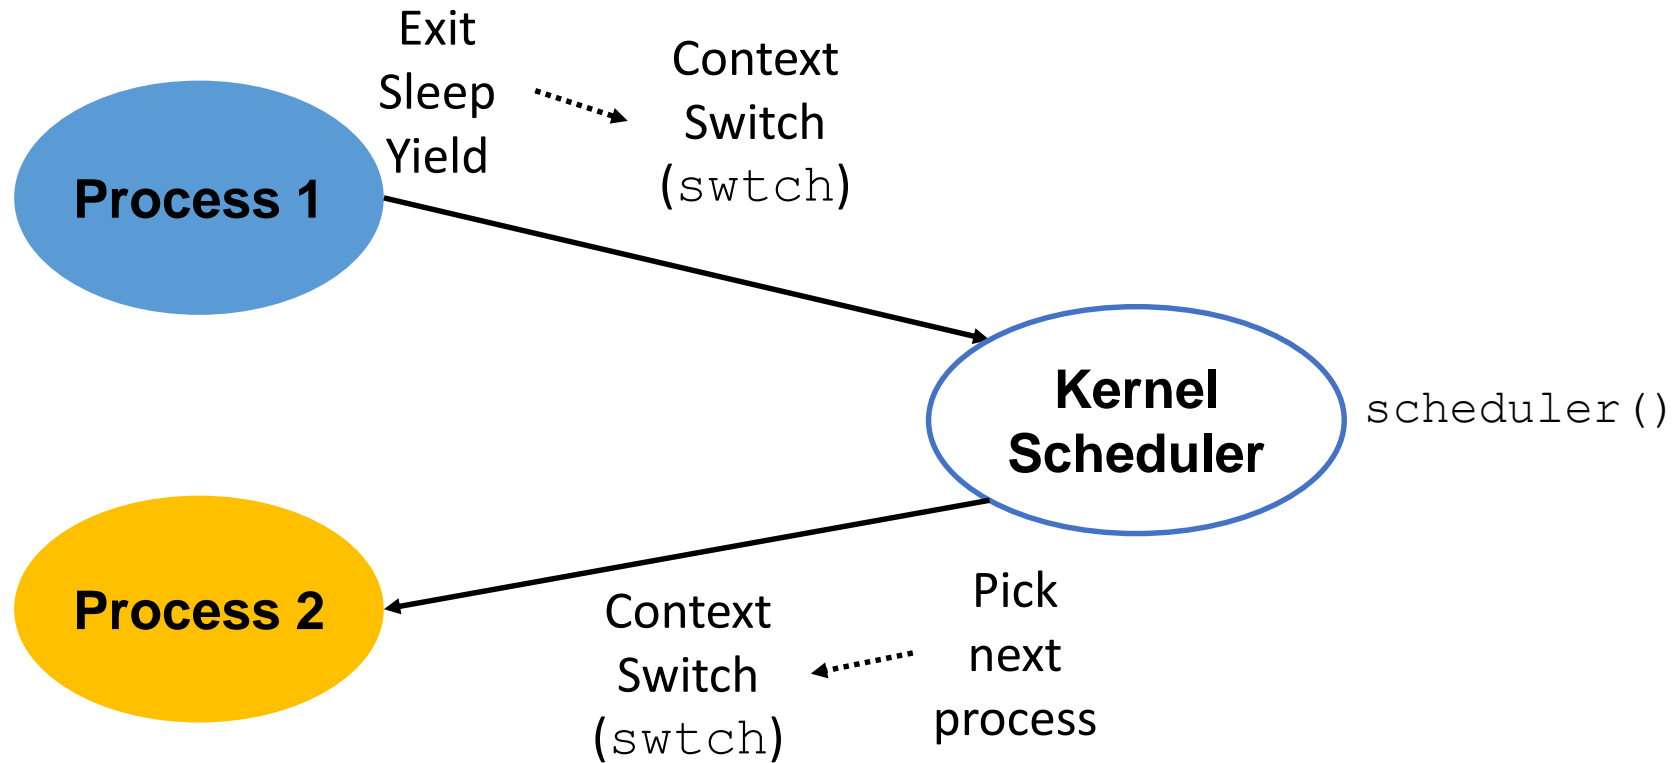 Exit
Sleep
Yield
Context
Switch
(swtch)
Process 1
Kernel
Scheduler
scheduler()
Process 2
Context
Switch
(swtch)
Pick
next
process